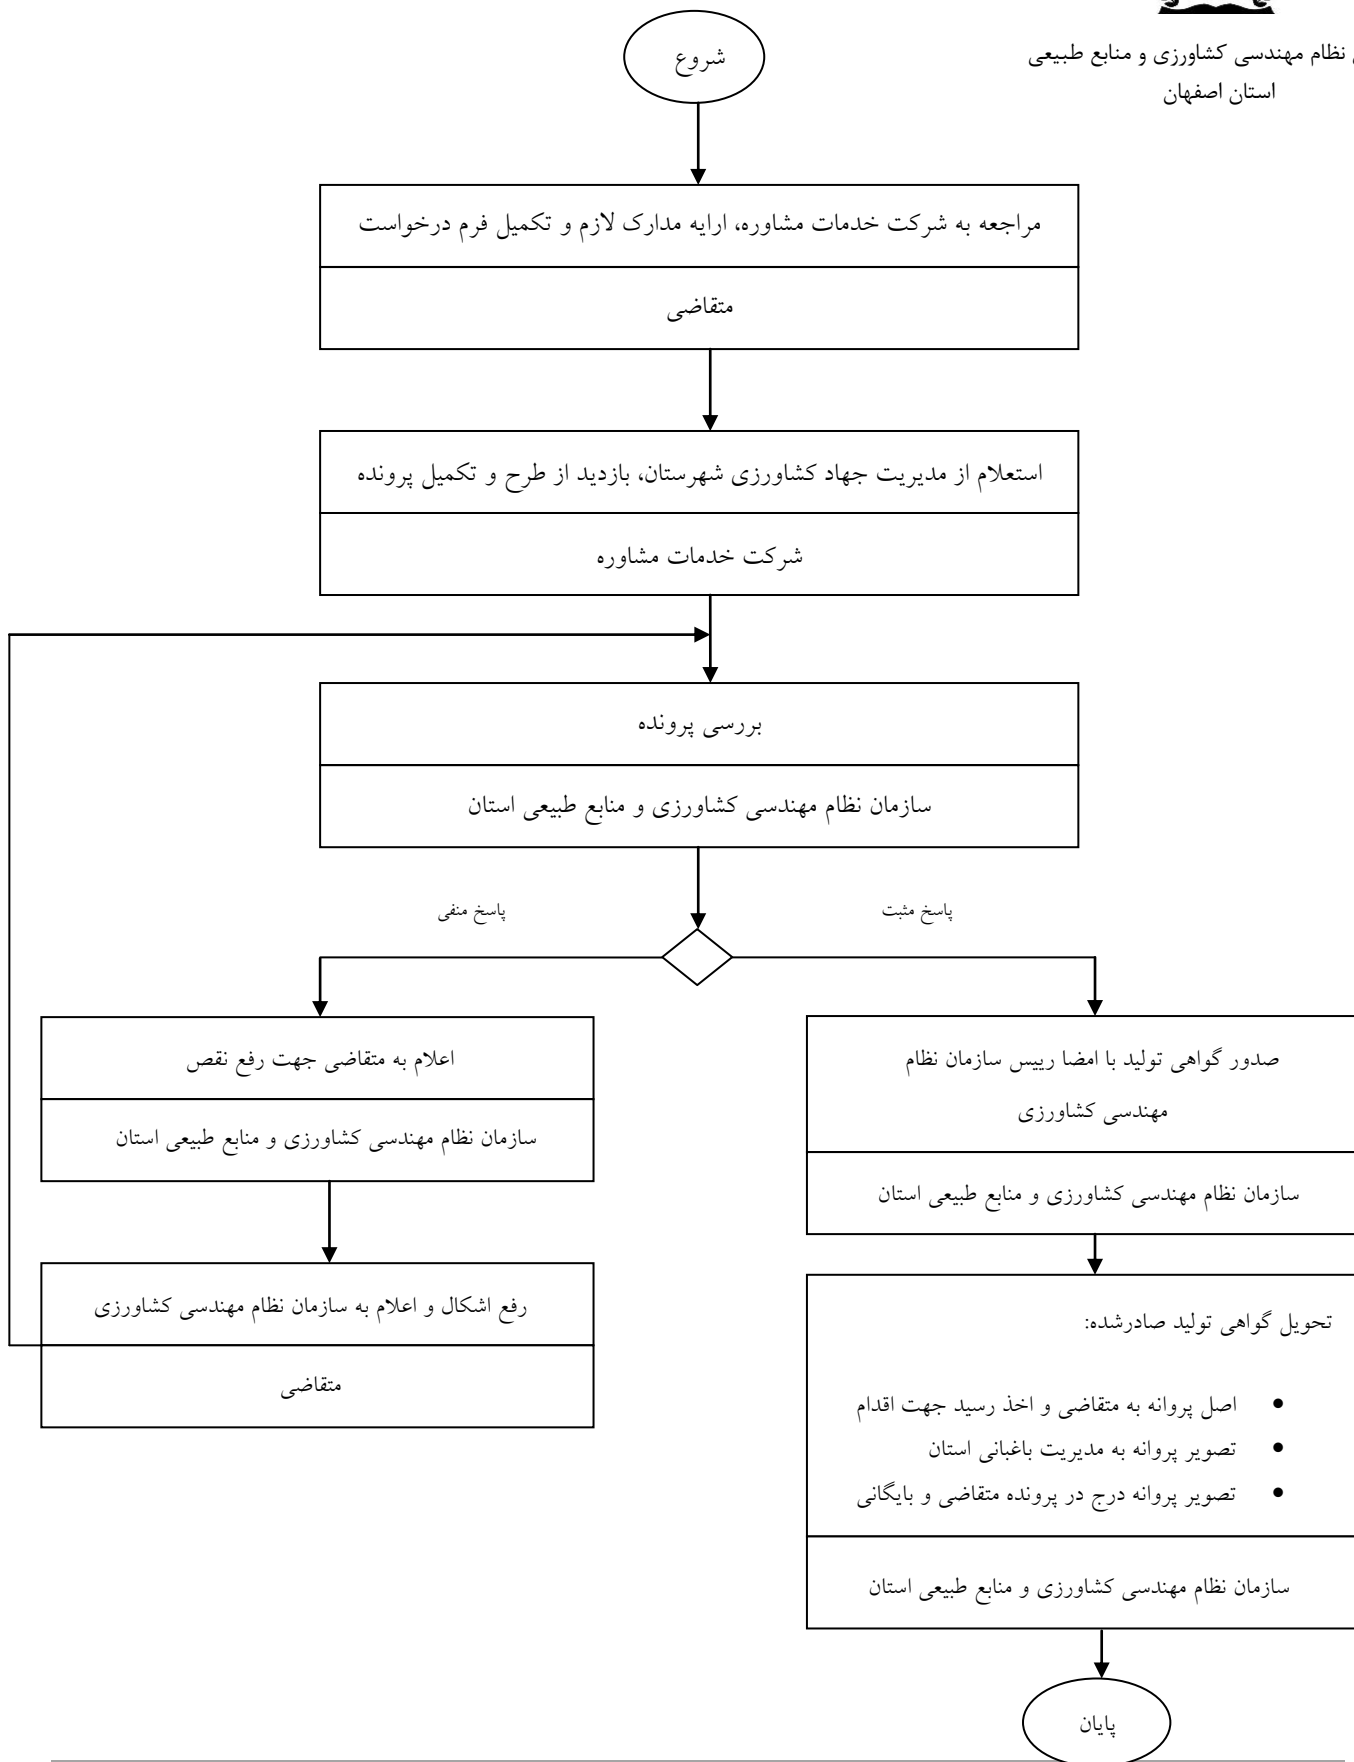 نظام مهندسی کشاورزی و منابع طبیعی
استان اصفهان
شروع
مراجعه به شرکت خدمات مشاوره، ارایه مدارک لازم و تکمیل فرم درخواست
متقاضی
استعلام از مدیریت جهاد کشاورزی شهرستان، بازدید از طرح و تکمیل پرونده
شرکت خدمات مشاوره
بررسی پرونده
سازمان نظام مهندسی کشاورزی و منابع طبیعی استان
پاسخ مثبت
پاسخ منفی
صدور گواهی تولید با امضا رییس سازمان نظام
مهندسی کشاورزی
سازمان نظام مهندسی کشاورزی و منابع طبیعی استان
اعلام به متقاضی جهت رفع نقص
سازمان نظام مهندسی کشاورزی و منابع طبیعی استان
رفع اشکال و اعلام به سازمان نظام مهندسی کشاورزی
متقاضی
تحویل گواهی تولید صادرشده:
• اصل پروانه به متقاضی و اخذ رسید جهت اقدام
• تصویر پروانه به مدیریت باغبانی استان
• تصویر پروانه درج در پرونده متقاضی و بایگانی
سازمان نظام مهندسی کشاورزی و منابع طبیعی استان
پایان